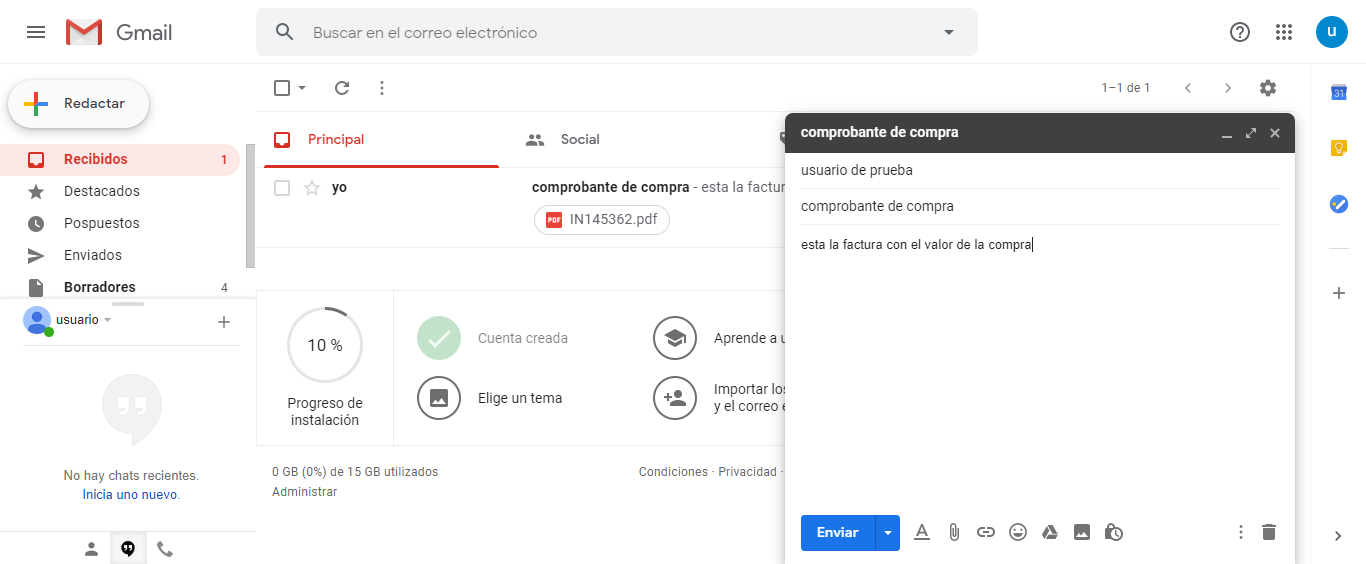 Gmail
Buscar en el correo electrónico
u
Redactar
1–1 de 1
31
Recibidos 1
Destacados
Pospuestos
Enviados
Borradores 4
usuario
No hay chats recientes.
Inicia uno nuevo.
Principal
Social
yo
comprobante de compra - esta la factur
PDF IN145362.pdf
10 %
Progreso de
instalación
Cuenta creada
Elige un tema
Aprende a u
Importar los
y el correo e
0 GB (0%) de 15 GB utilizados
Administrar
Condiciones · Privacidad ·
comprobante de compra
usuario de prueba
comprobante de compra
esta la factura con el valor de la compra
Enviar